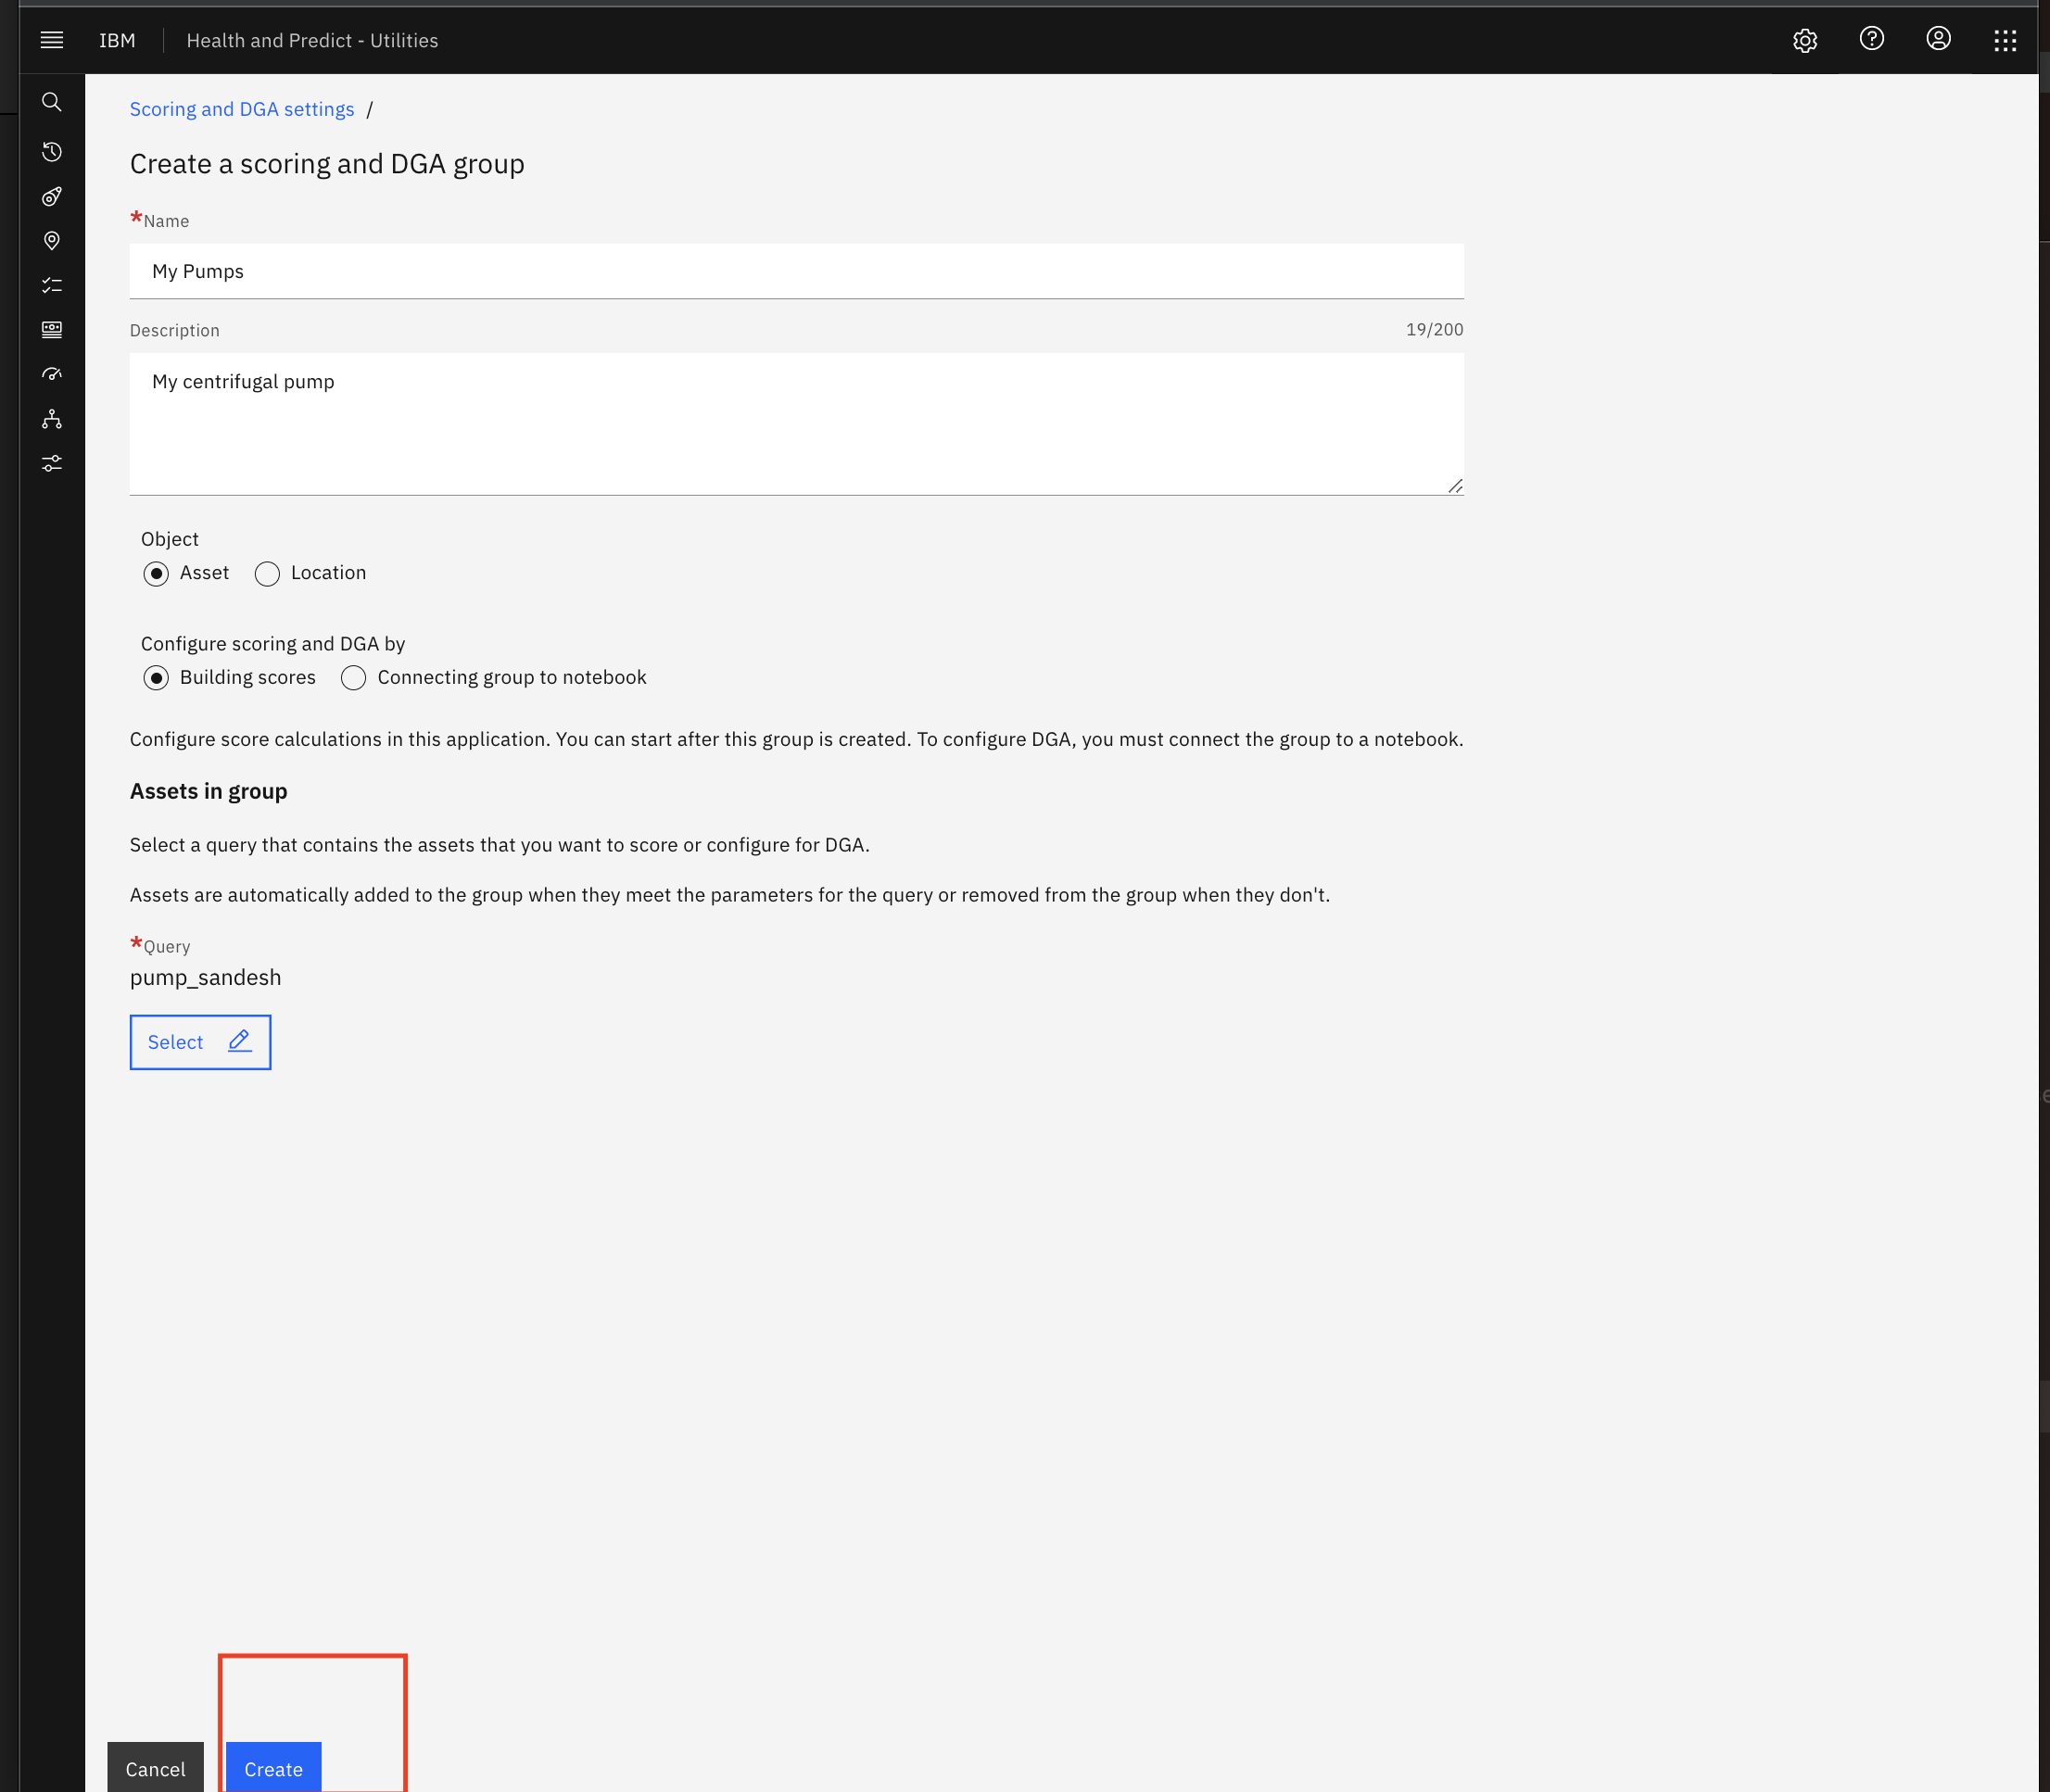 IBM Health and Predict - Utilities
Scoring and DGA settings /
Create a scoring and DGA group
*Name
My Pumps
Description 19/200
My centrifugal pump
Object
Asset Location
Configure scoring and DGA by
Building scores Connecting group to notebook
Configure score calculations in this application. You can start after this group is created. To configure DGA, you must connect the group to a notebook.
Assets in group
Select a query that contains the assets that you want to score or configure for DGA.
Assets are automatically added to the group when they meet the parameters for the query or removed from the group when they don't.
*Query
pump_sandesh
Select
Cancel Create